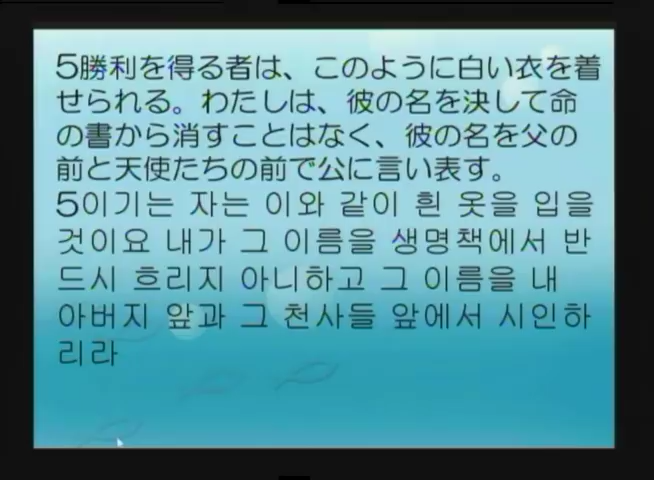 5勝利を得る者は、このように白い衣を着
せられる。わたしは、彼の名を決して命
の書から消すことはなく、彼の名を父の
前と天使たちの前で公に言い表す。
5이기는 자는 이와 같이 흰 옷을 입을
것이요 내가 그 이름을 생명책에서 반
드시 흐리지 아니하고 그 이름을 내
아버지 앞과 그 천사들 앞에서 시인하
리라